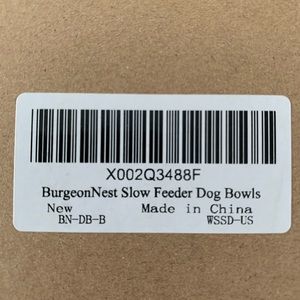 X002Q3488F
BurgeonNest Slow Feeder Dog Bowls
New Made in China
BN-DB-B WSSD-US